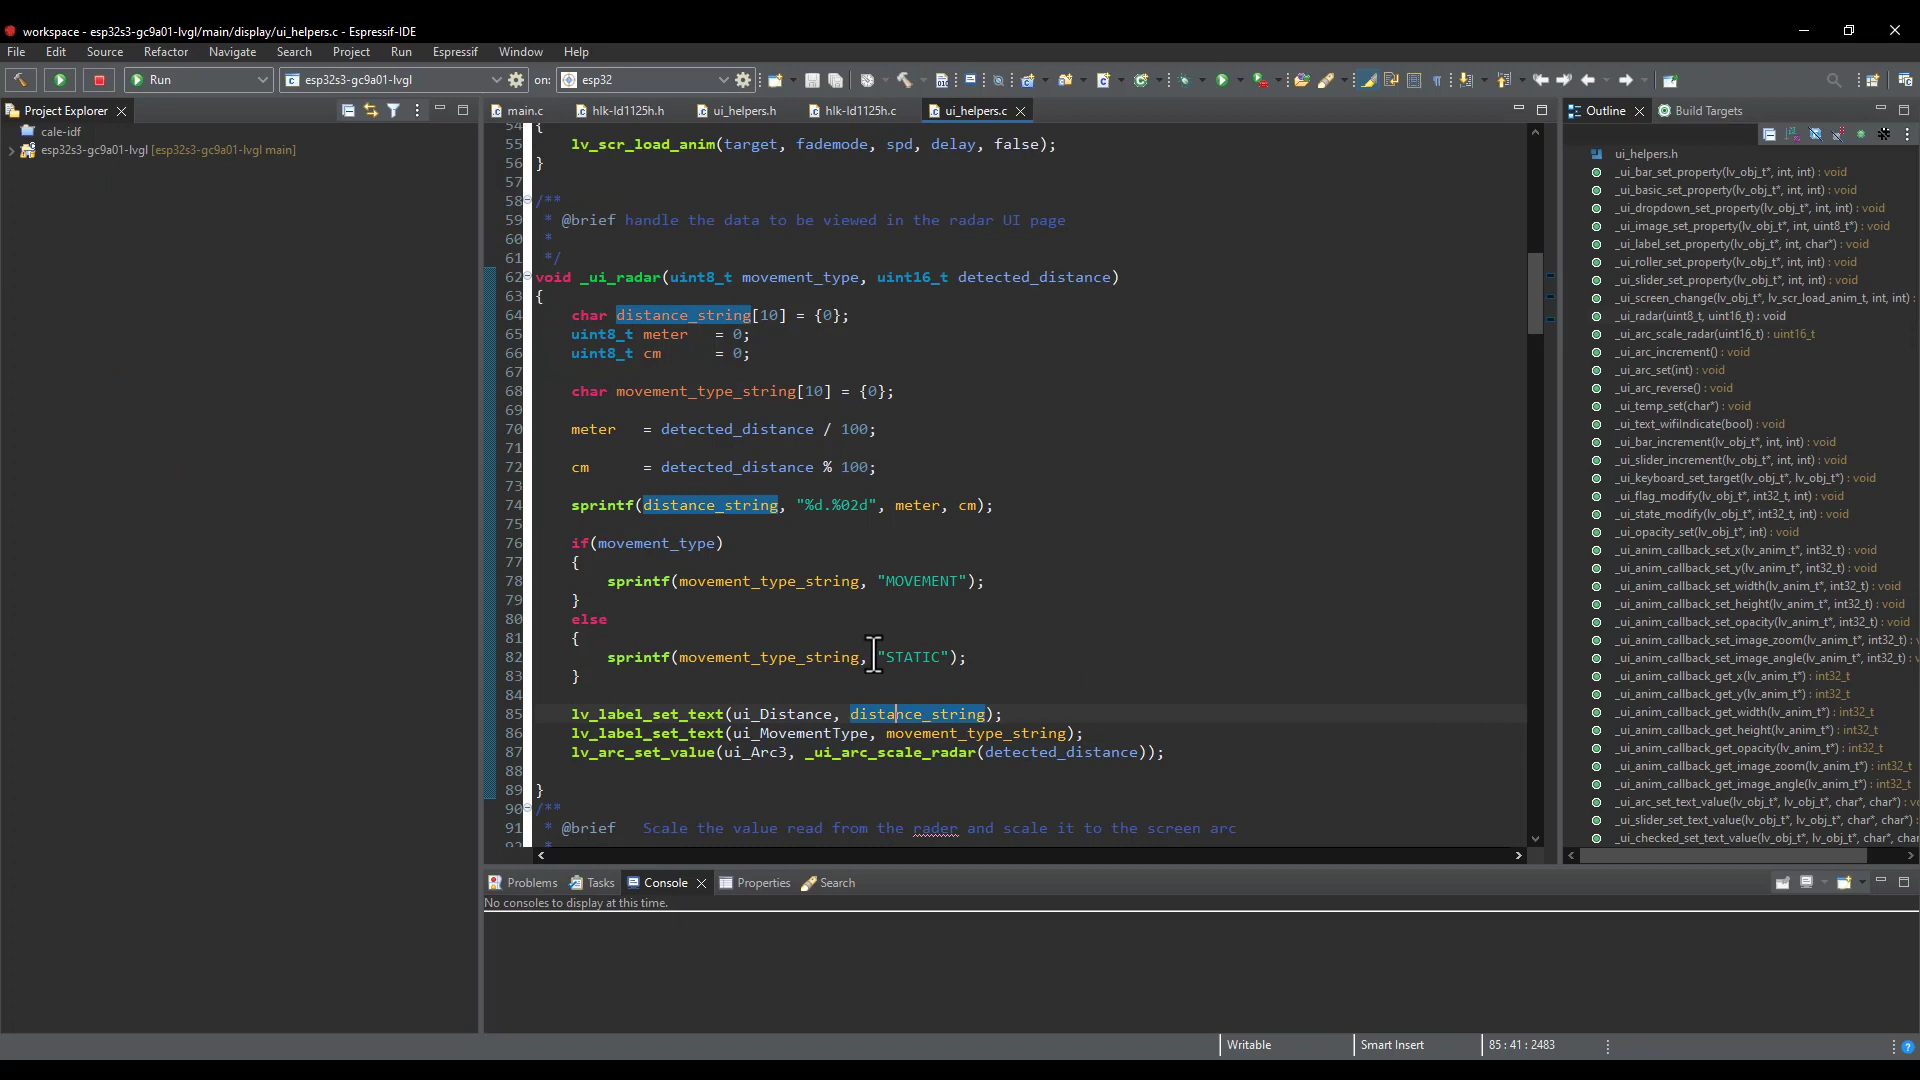 workspace - esp32s3-gc9a01-lvgl/main/display/ui_helpers.c - Espressif-IDE
File Edit Source Refactor Navigate Search Project Run Espressif Window Help
Run esp32s3-gc9a01-lvgl on: esp32
Project Explorer
cale-idf
esp32s3-gc9a01-lvgl [esp32s3-gc9a01-lvgl main]
main.c hlk-ld1125h.h ui_helpers.h hlk-ld1125h.c ui_helpers.c
54 {
55 lv_scr_load_anim(target, fademode, spd, delay, false);
56 }
57
58 /**
59 * @brief handle the data to be viewed in the radar UI page
60 *
61 */
62 void _ui_radar(uint8_t movement_type, uint16_t detected_distance)
63 {
64 char distance_string[10] = {0};
65 uint8_t meter = 0;
66 uint8_t cm = 0;
67
68 char movement_type_string[10] = {0};
69
70 meter = detected_distance / 100;
71
72 cm = detected_distance % 100;
73
74 sprintf(distance_string, "%d.%02d", meter, cm);
75
76 if(movement_type)
77 {
78 sprintf(movement_type_string, "MOVEMENT");
79 }
80 else
81 {
82 sprintf(movement_type_string, "STATIC");
83 }
84
85 lv_label_set_text(ui_Distance, distance_string);
86 lv_label_set_text(ui_MovementType, movement_type_string);
87 lv_arc_set_value(ui_Arc3, _ui_arc_scale_radar(detected_distance));
88
89 }
90 /**
91 * @brief Scale the value read from the rader and scale it to the screen arc
92 *
Outline Build Targets
ui_helpers.h
_ui_bar_set_property(lv_obj_t*, int, int) : void
_ui_basic_set_property(lv_obj_t*, int, int) : void
_ui_dropdown_set_property(lv_obj_t*, int, int) : void
_ui_image_set_property(lv_obj_t*, int, uint8_t*) : void
_ui_label_set_property(lv_obj_t*, int, char*) : void
_ui_roller_set_property(lv_obj_t*, int, int) : void
_ui_slider_set_property(lv_obj_t*, int, int) : void
_ui_screen_change(lv_obj_t*, lv_scr_load_anim_t, int, int) :
_ui_radar(uint8_t, uint16_t) : void
_ui_arc_scale_radar(uint16_t) : uint16_t
_ui_arc_increment() : void
_ui_arc_set(int) : void
_ui_arc_reverse() : void
_ui_temp_set(char*) : void
_ui_text_wifiIndicate(bool) : void
_ui_bar_increment(lv_obj_t*, int, int) : void
_ui_slider_increment(lv_obj_t*, int, int) : void
_ui_keyboard_set_target(lv_obj_t*, lv_obj_t*) : void
_ui_flag_modify(lv_obj_t*, int32_t, int) : void
_ui_state_modify(lv_obj_t*, int32_t, int) : void
_ui_opacity_set(lv_obj_t*, int) : void
_ui_anim_callback_set_x(lv_anim_t*, int32_t) : void
_ui_anim_callback_set_y(lv_anim_t*, int32_t) : void
_ui_anim_callback_set_width(lv_anim_t*, int32_t) : void
_ui_anim_callback_set_height(lv_anim_t*, int32_t) : void
_ui_anim_callback_set_opacity(lv_anim_t*, int32_t) : void
_ui_anim_callback_set_image_zoom(lv_anim_t*, int32_t) :
_ui_anim_callback_set_image_angle(lv_anim_t*, int32_t) : v
_ui_anim_callback_get_x(lv_anim_t*) : int32_t
_ui_anim_callback_get_y(lv_anim_t*) : int32_t
_ui_anim_callback_get_width(lv_anim_t*) : int32_t
_ui_anim_callback_get_height(lv_anim_t*) : int32_t
_ui_anim_callback_get_opacity(lv_anim_t*) : int32_t
_ui_anim_callback_get_image_zoom(lv_anim_t*) : int32_t
_ui_anim_callback_get_image_angle(lv_anim_t*) : int32_t
_ui_arc_set_text_value(lv_obj_t*, lv_obj_t*, char*, char*) : vo
_ui_slider_set_text_value(lv_obj_t*, lv_obj_t*, char*, char*) :
_ui_checked_set_text_value(lv_obj_t*, lv_obj_t*, char*, char
Problems Tasks Console Properties Search
No consoles to display at this time.
Writable Smart Insert 85 : 41 : 2483